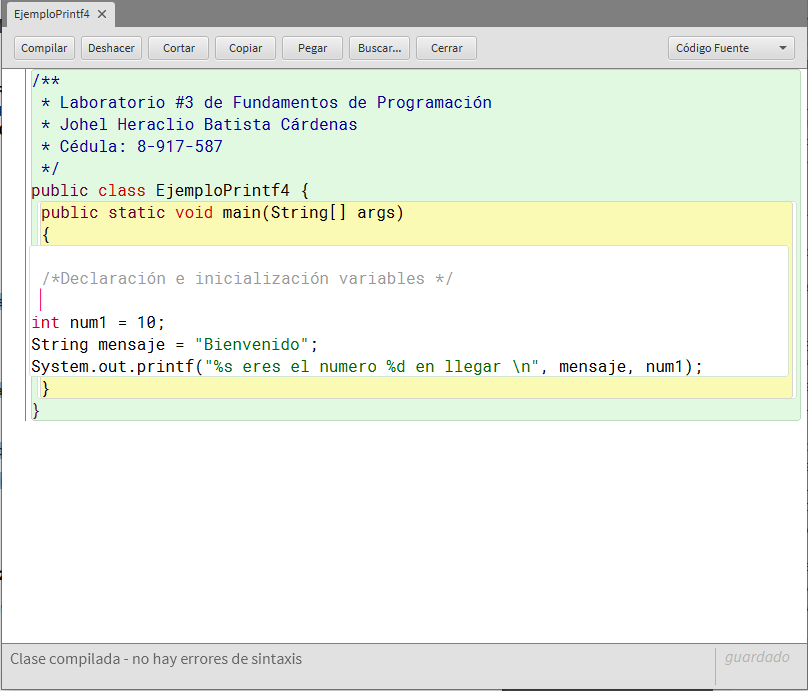 EjemploPrintf4 ✕
Compilar Deshacer Cortar Copiar Pegar Buscar... Cerrar Código Fuente
/**
* Laboratorio #3 de Fundamentos de Programación
* Johel Heraclio Batista Cárdenas
* Cédula: 8-917-587
*/
public class EjemploPrintf4 {
public static void main(String[] args)
{
/*Declaración e inicialización variables */
int num1 = 10;
String mensaje = "Bienvenido";
System.out.printf("%s eres el numero %d en llegar \n", mensaje, num1);
}
}
Clase compilada - no hay errores de sintaxis
guardado